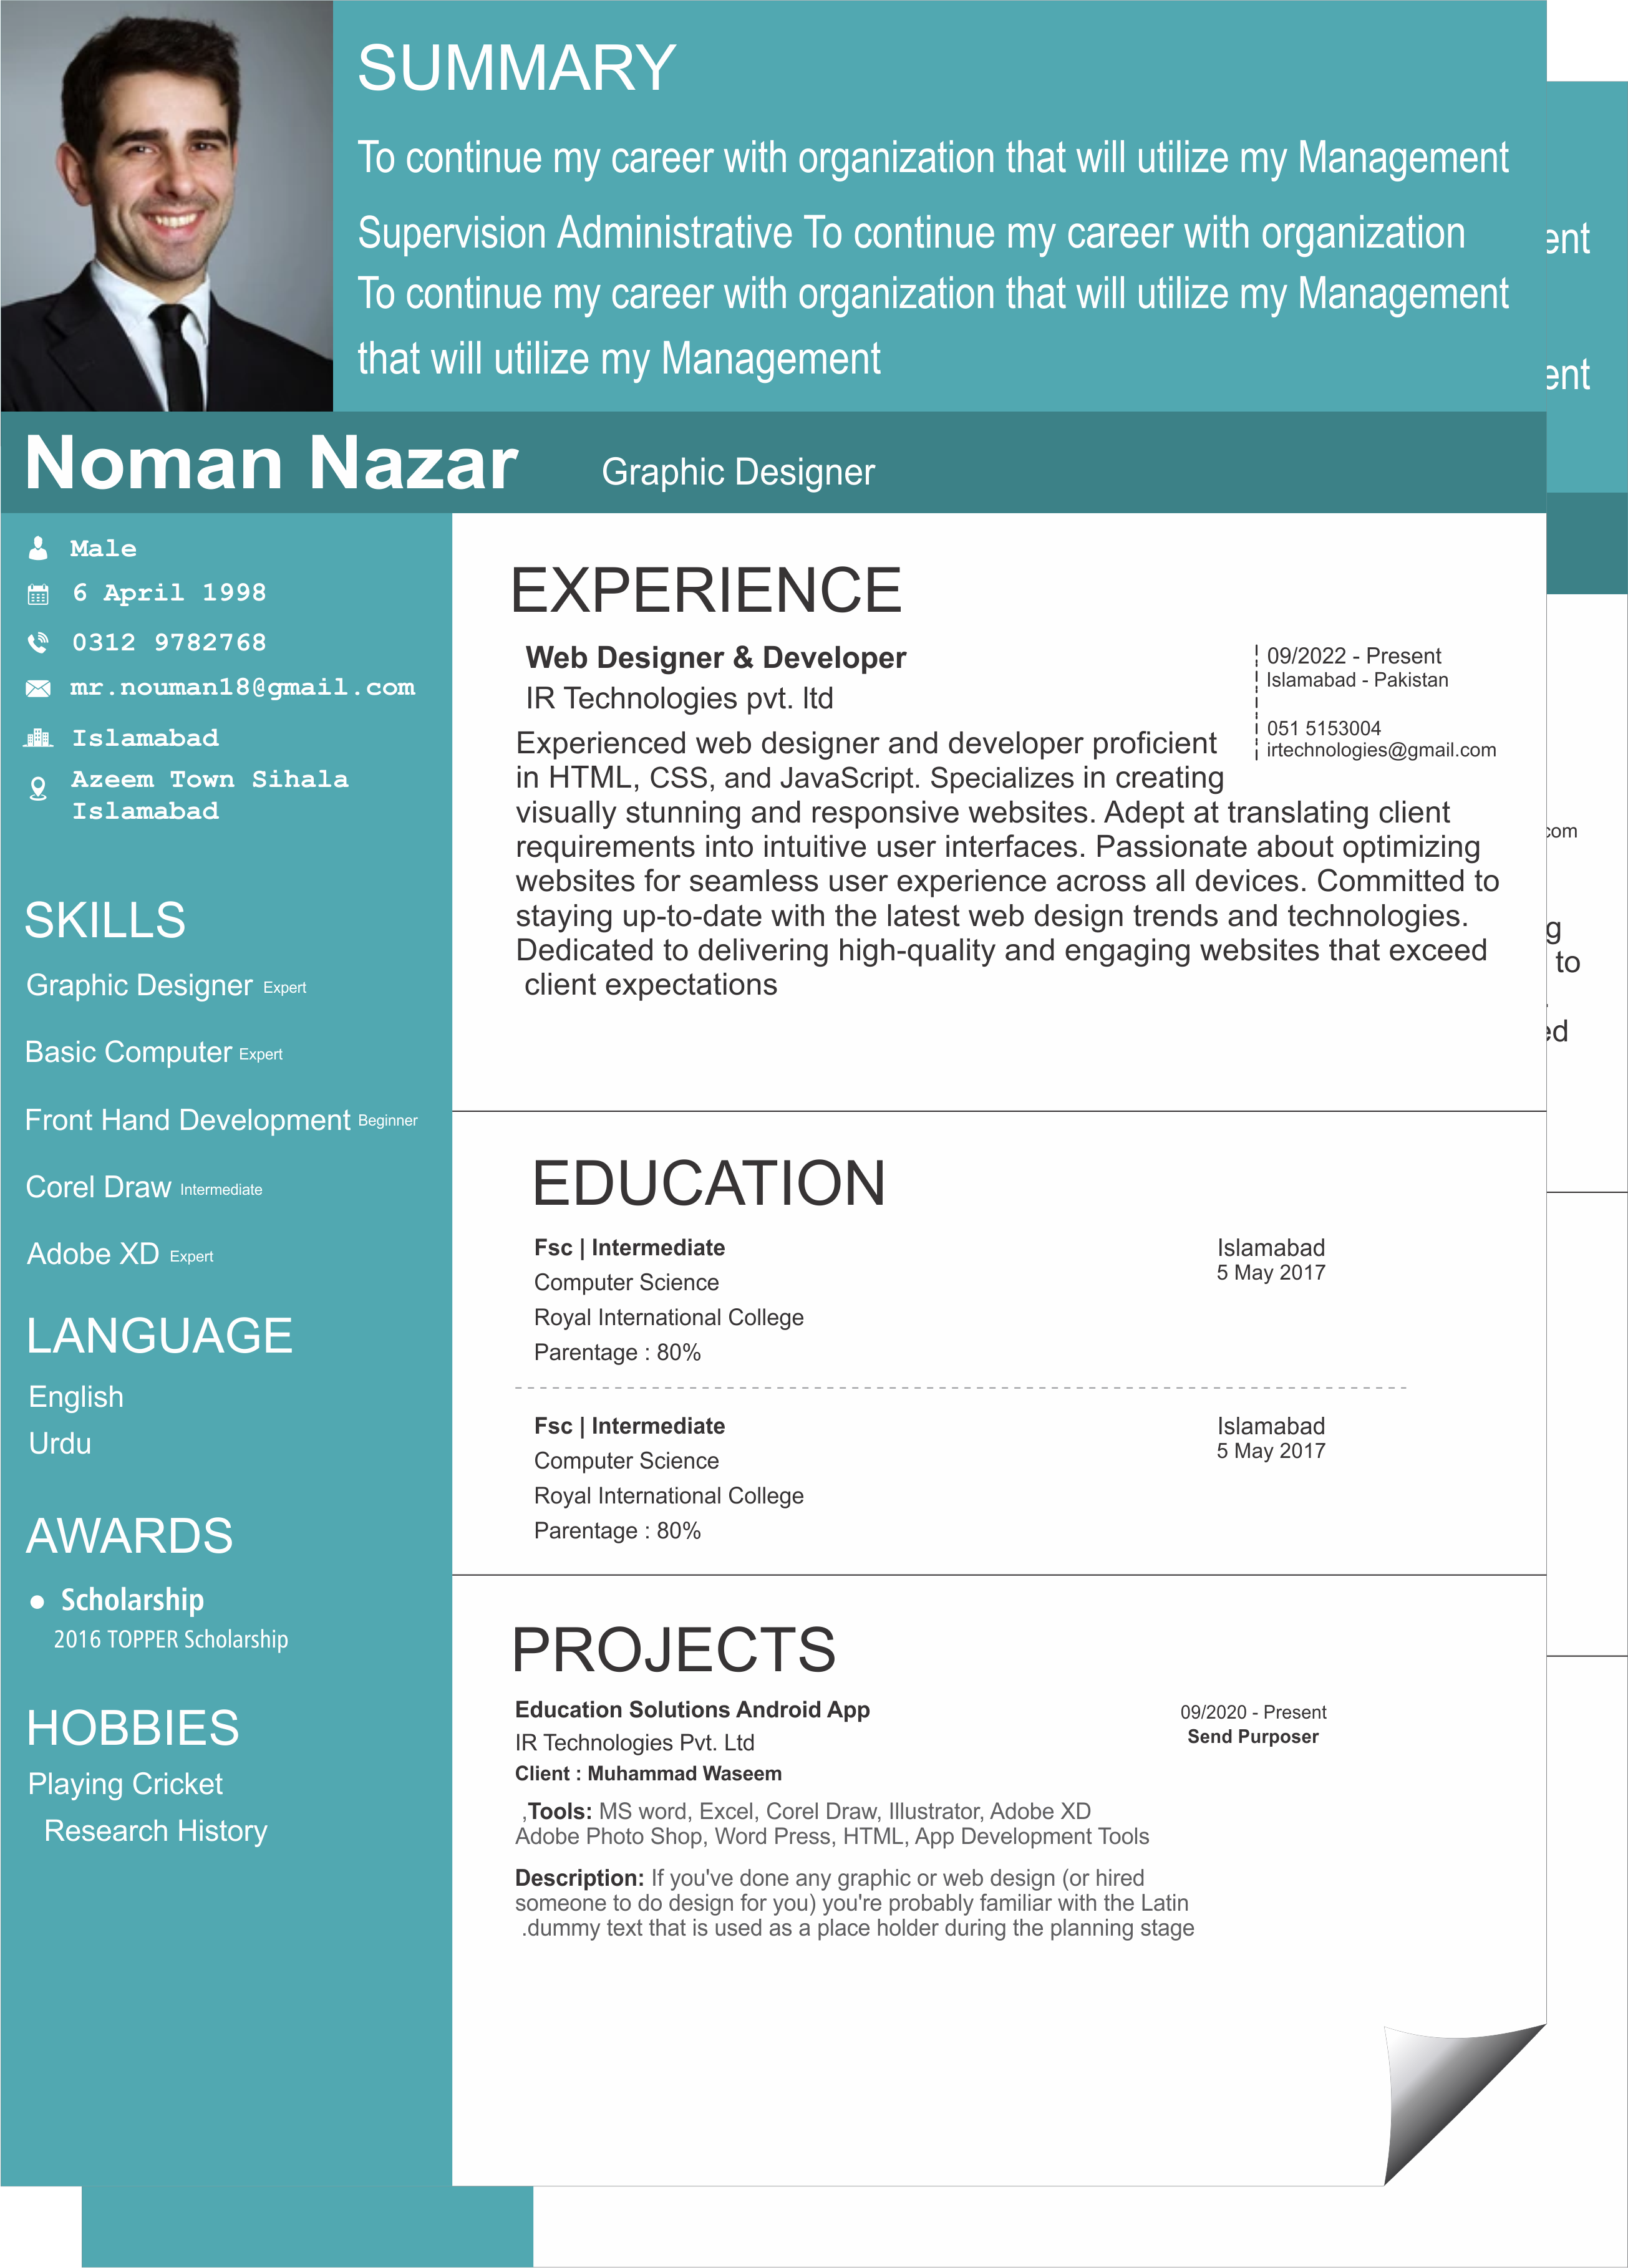 SUMMARY
To continue my career with organization that will utilize my Management
Supervision Administrative To continue my career with organization
To continue my career with organization that will utilize my Management
that will utilize my Management
ent
ent
Noman Nazar
Graphic Designer
Male
6 April 1998
0312 9782768
mr.nouman18@gmail.com
Islamabad
Azeem Town Sihala
Islamabad
SKILLS
Graphic Designer Expert
Basic Computer Expert
Front Hand Development Beginner
Corel Draw Intermediate
Adobe XD Expert
LANGUAGE
English
Urdu
AWARDS
● Scholarship
2016 TOPPER Scholarship
HOBBIES
Playing Cricket
Research History
EXPERIENCE
Web Designer & Developer
IR Technologies pvt. ltd
09/2022 - Present
Islamabad - Pakistan
051 5153004
irtechnologies@gmail.com
Experienced web designer and developer proficient
in HTML, CSS, and JavaScript. Specializes in creating
visually stunning and responsive websites. Adept at translating client
requirements into intuitive user interfaces. Passionate about optimizing
websites for seamless user experience across all devices. Committed to
staying up-to-date with the latest web design trends and technologies.
Dedicated to delivering high-quality and engaging websites that exceed
client expectations
com
g
to
.
ed
EDUCATION
Fsc | Intermediate
Computer Science
Royal International College
Parentage : 80%
Islamabad
5 May 2017
Fsc | Intermediate
Computer Science
Royal International College
Parentage : 80%
Islamabad
5 May 2017
PROJECTS
Education Solutions Android App
IR Technologies Pvt. Ltd
Client : Muhammad Waseem
09/2020 - Present
Send Purposer
,Tools: MS word, Excel, Corel Draw, Illustrator, Adobe XD
Adobe Photo Shop, Word Press, HTML, App Development Tools
Description: If you've done any graphic or web design (or hired
someone to do design for you) you're probably familiar with the Latin
.dummy text that is used as a place holder during the planning stage